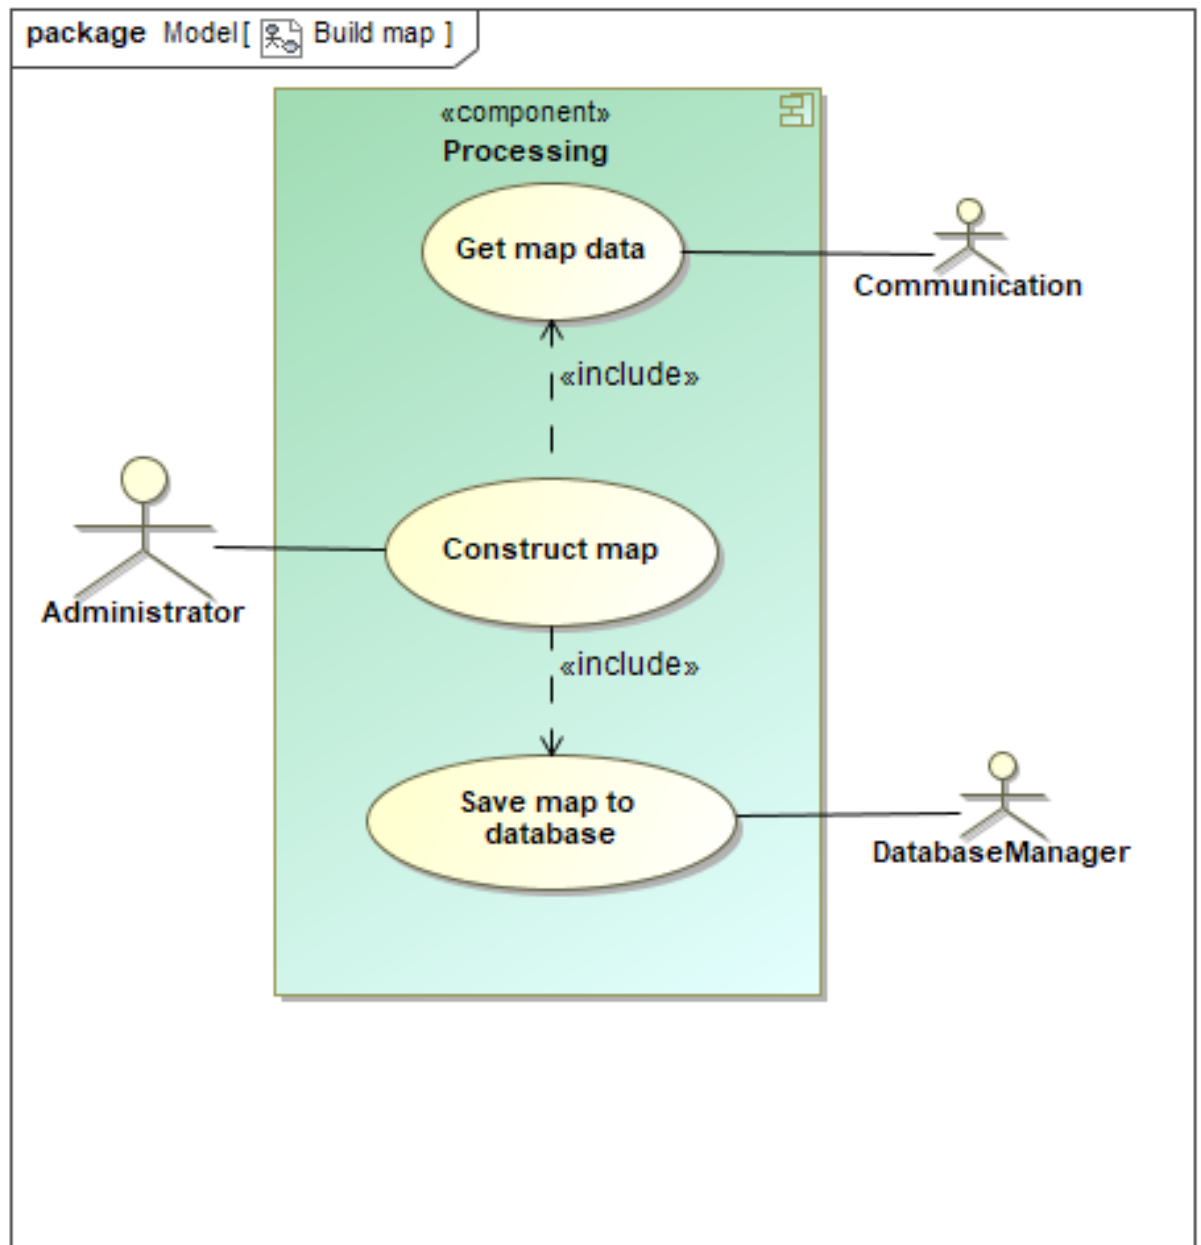 package Model[ Build map ]
«component»
Processing
Get map data
Communication
«include»
Construct map
Administrator
«include»
Save map to
database
DatabaseManager